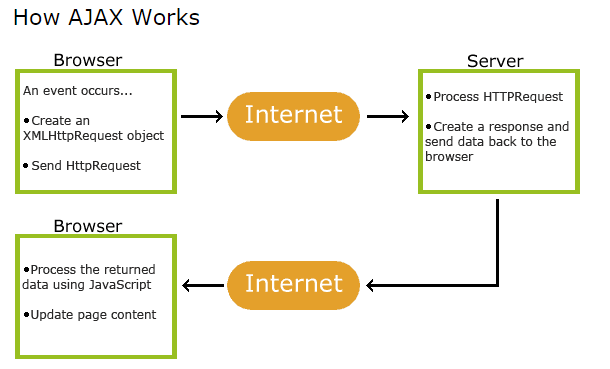 How AJAX Works
Browser
An event occurs...
•Create an
XMLHttpRequest object
• Send HttpRequest
Internet
Server
•Process HTTPRequest
•Create a response and
send data back to the
browser
Browser
•Process the returned
data using JavaScript
•Update page content
Internet